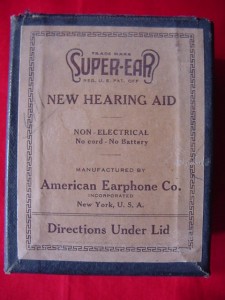 TRADE MARK
SUPER-EAR
REG. U.S. PAT. OFF.
NEW HEARING AID
NON-ELECTRICAL
No cord-No Battery
MANUFACTURED BY
American Earphone Co.
INCORPORATED
New York, U. S. A.
Directions Under Lid